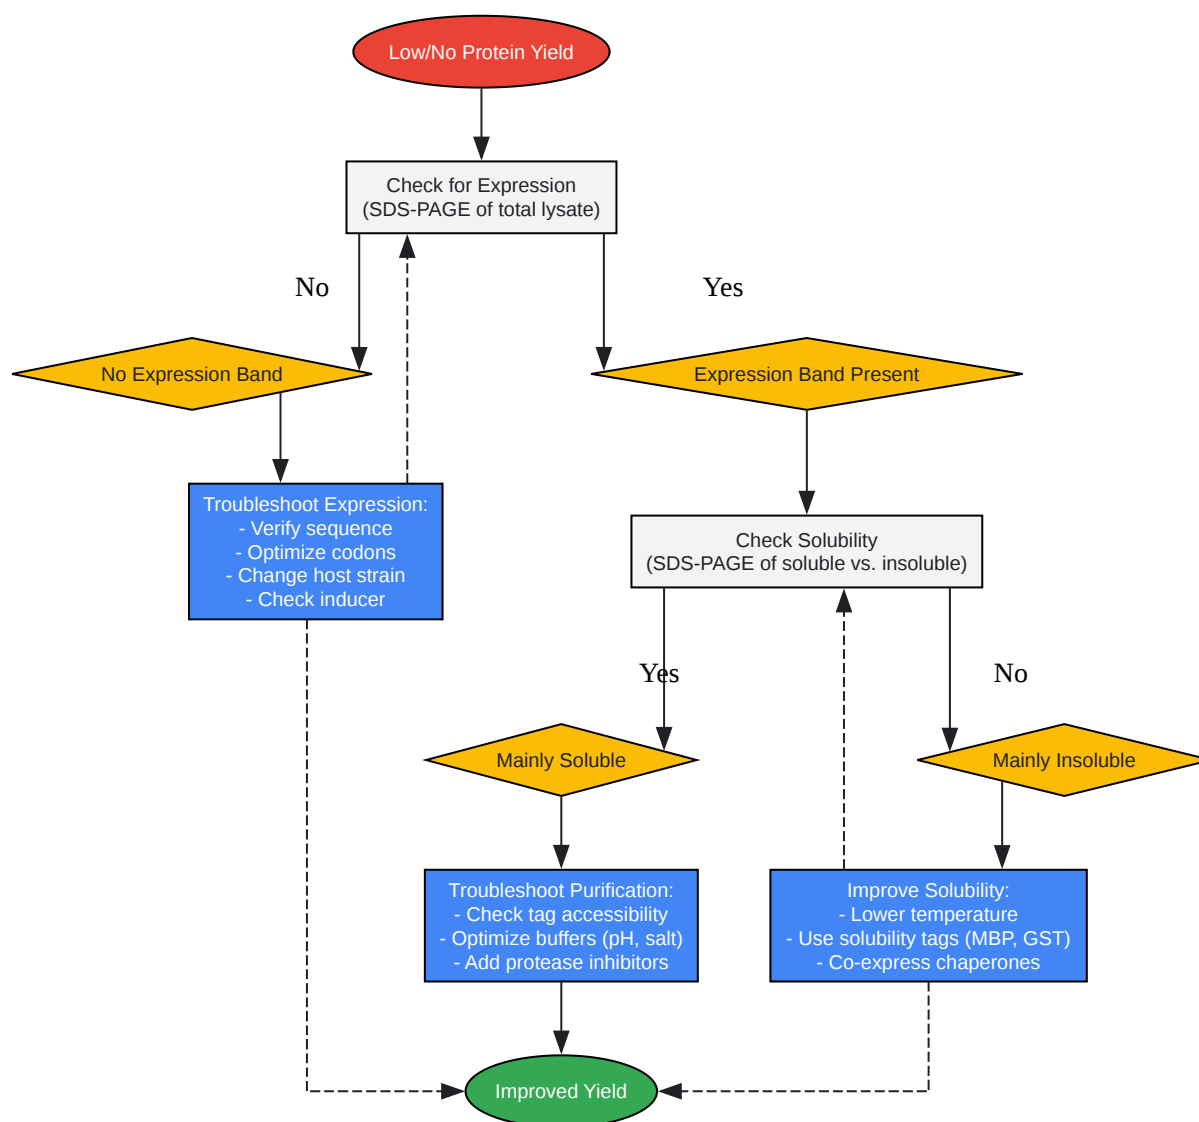 Low/No Protein Yield
Check for Expression
(SDS-PAGE of total lysate)
No
Yes
No Expression Band
Expression Band Present
Troubleshoot Expression:
- Verify sequence
- Optimize codons
- Change host strain
- Check inducer
Check Solubility
(SDS-PAGE of soluble vs. insoluble)
Yes
No
Mainly Soluble
Mainly Insoluble
Troubleshoot Purification:
- Check tag accessibility
- Optimize buffers (pH, salt)
- Add protease inhibitors
Improve Solubility:
- Lower temperature
- Use solubility tags (MBP, GST)
- Co-express chaperones
Improved Yield